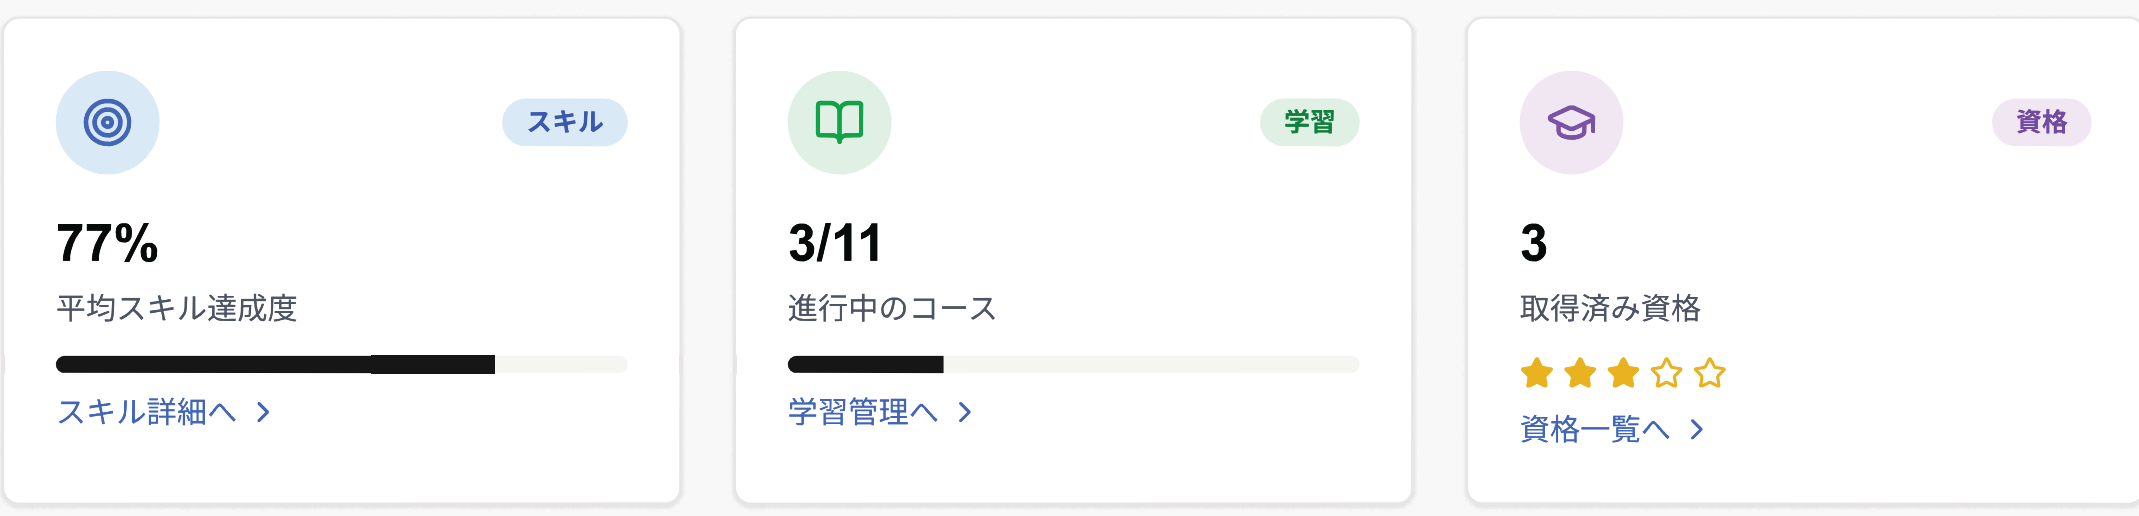 スキル
77%
平均スキル達成度
スキル詳細へ
学習
3/11
進行中のコース
学習管理へ
資格
3
取得済み資格
資格一覧へ